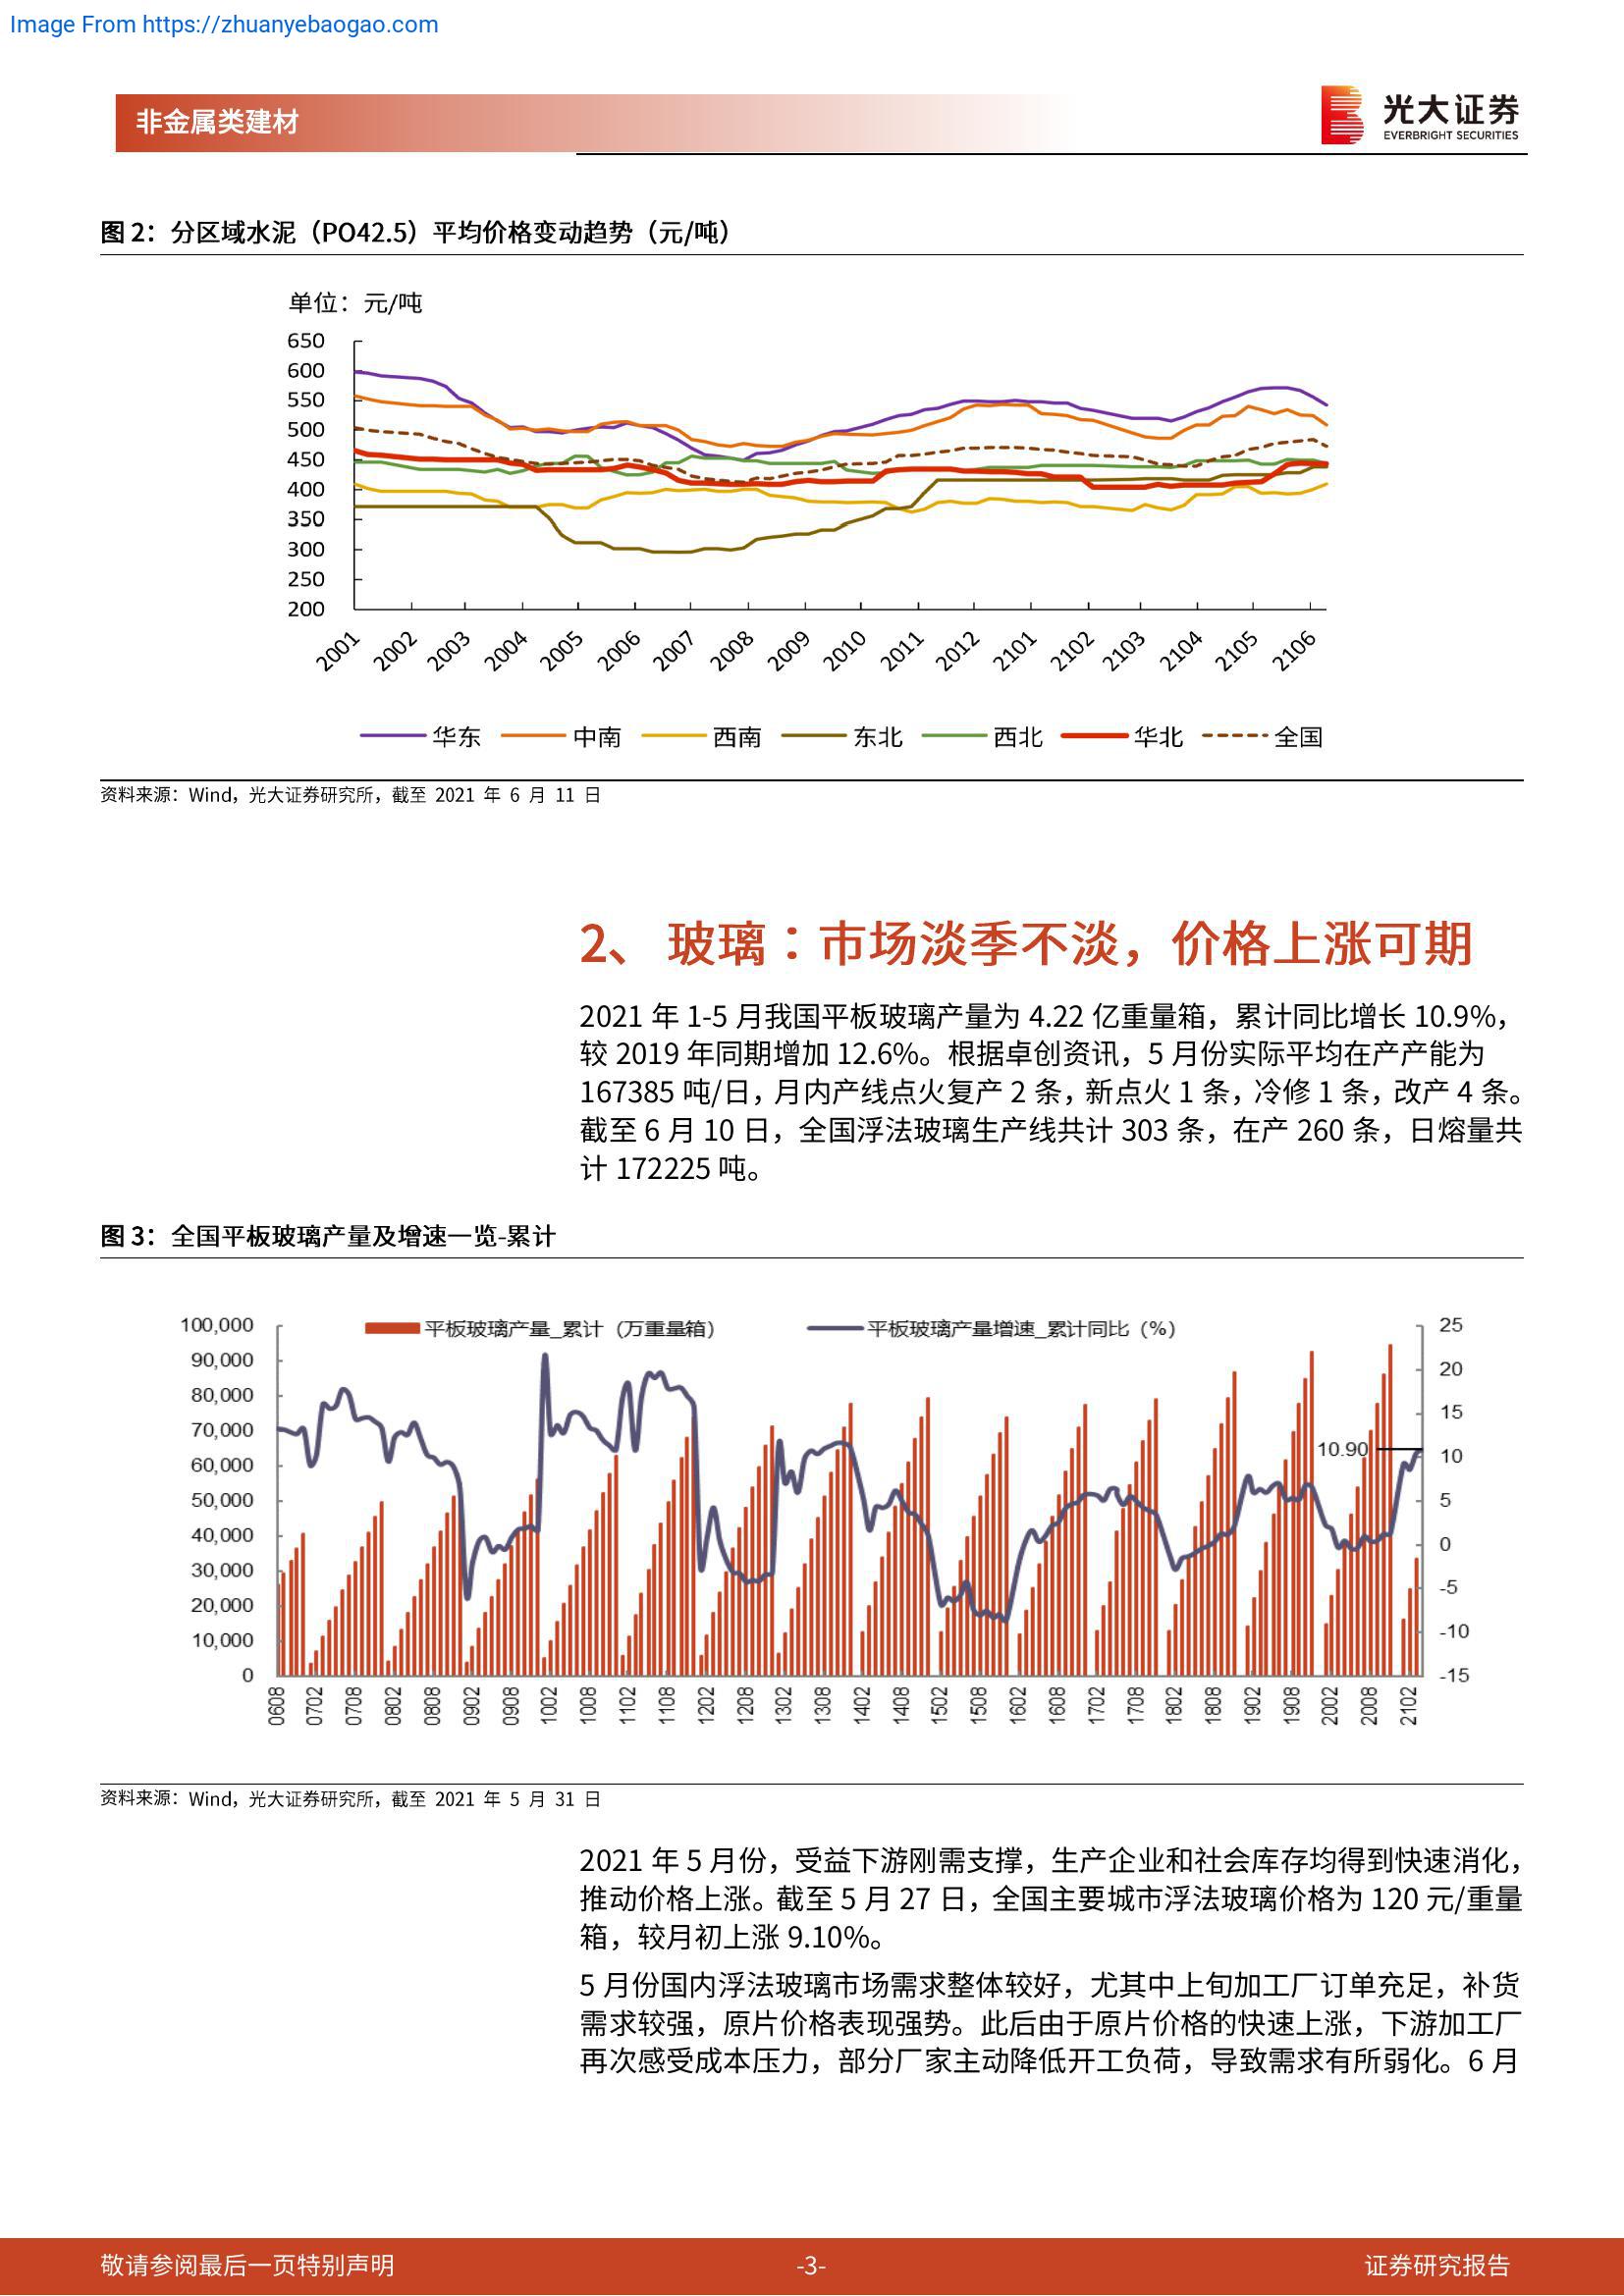 Image From https://zhuanyebaogao.com
非金属类建材
光大证券
EVERBRIGHT SECURITIES
图 2：分区域水泥（PO42.5）平均价格变动趋势（元/吨）
单位：元/吨
650
600
550
500
450
400
350
300
250
200
2001 2002 2003 2004 2005 2006 2007 2008 2009 2010 2011 2012 2101 2102 2103 2104 2105 2106
华东 中南 西南 东北 西北 华北 全国
资料来源：Wind，光大证券研究所，截至 2021 年 6 月 11 日
2、 玻璃：市场淡季不淡，价格上涨可期
2021 年 1-5 月我国平板玻璃产量为 4.22 亿重量箱，累计同比增长 10.9%，
较 2019 年同期增加 12.6%。根据卓创资讯，5 月份实际平均在产产能为
167385 吨/日，月内产线点火复产 2 条，新点火 1 条，冷修 1 条，改产 4 条。
截至 6 月 10 日，全国浮法玻璃生产线共计 303 条，在产 260 条，日熔量共
计 172225 吨。
图 3：全国平板玻璃产量及增速一览-累计
平板玻璃产量_累计（万重量箱） 平板玻璃产量增速_累计同比（%）
100,000
90,000
80,000
70,000
60,000
50,000
40,000
30,000
20,000
10,000
0
25
20
15
10
5
0
-5
-10
-15
10.90
0608 0702 0708 0802 0808 0902 0908 1002 1008 1102 1108 1202 1208 1302 1308 1402 1408 1502 1508 1602 1608 1702 1708 1802 1808 1902 1908 2002 2008 2102
资料来源：Wind，光大证券研究所，截至 2021 年 5 月 31 日
2021 年 5 月份，受益下游刚需支撑，生产企业和社会库存均得到快速消化，
推动价格上涨。截至 5 月 27 日，全国主要城市浮法玻璃价格为 120 元/重量
箱，较月初上涨 9.10%。
5 月份国内浮法玻璃市场需求整体较好，尤其中上旬加工厂订单充足，补货
需求较强，原片价格表现强势。此后由于原片价格的快速上涨，下游加工厂
再次感受成本压力，部分厂家主动降低开工负荷，导致需求有所弱化。6 月
敬请参阅最后一页特别声明
-3-
证券研究报告